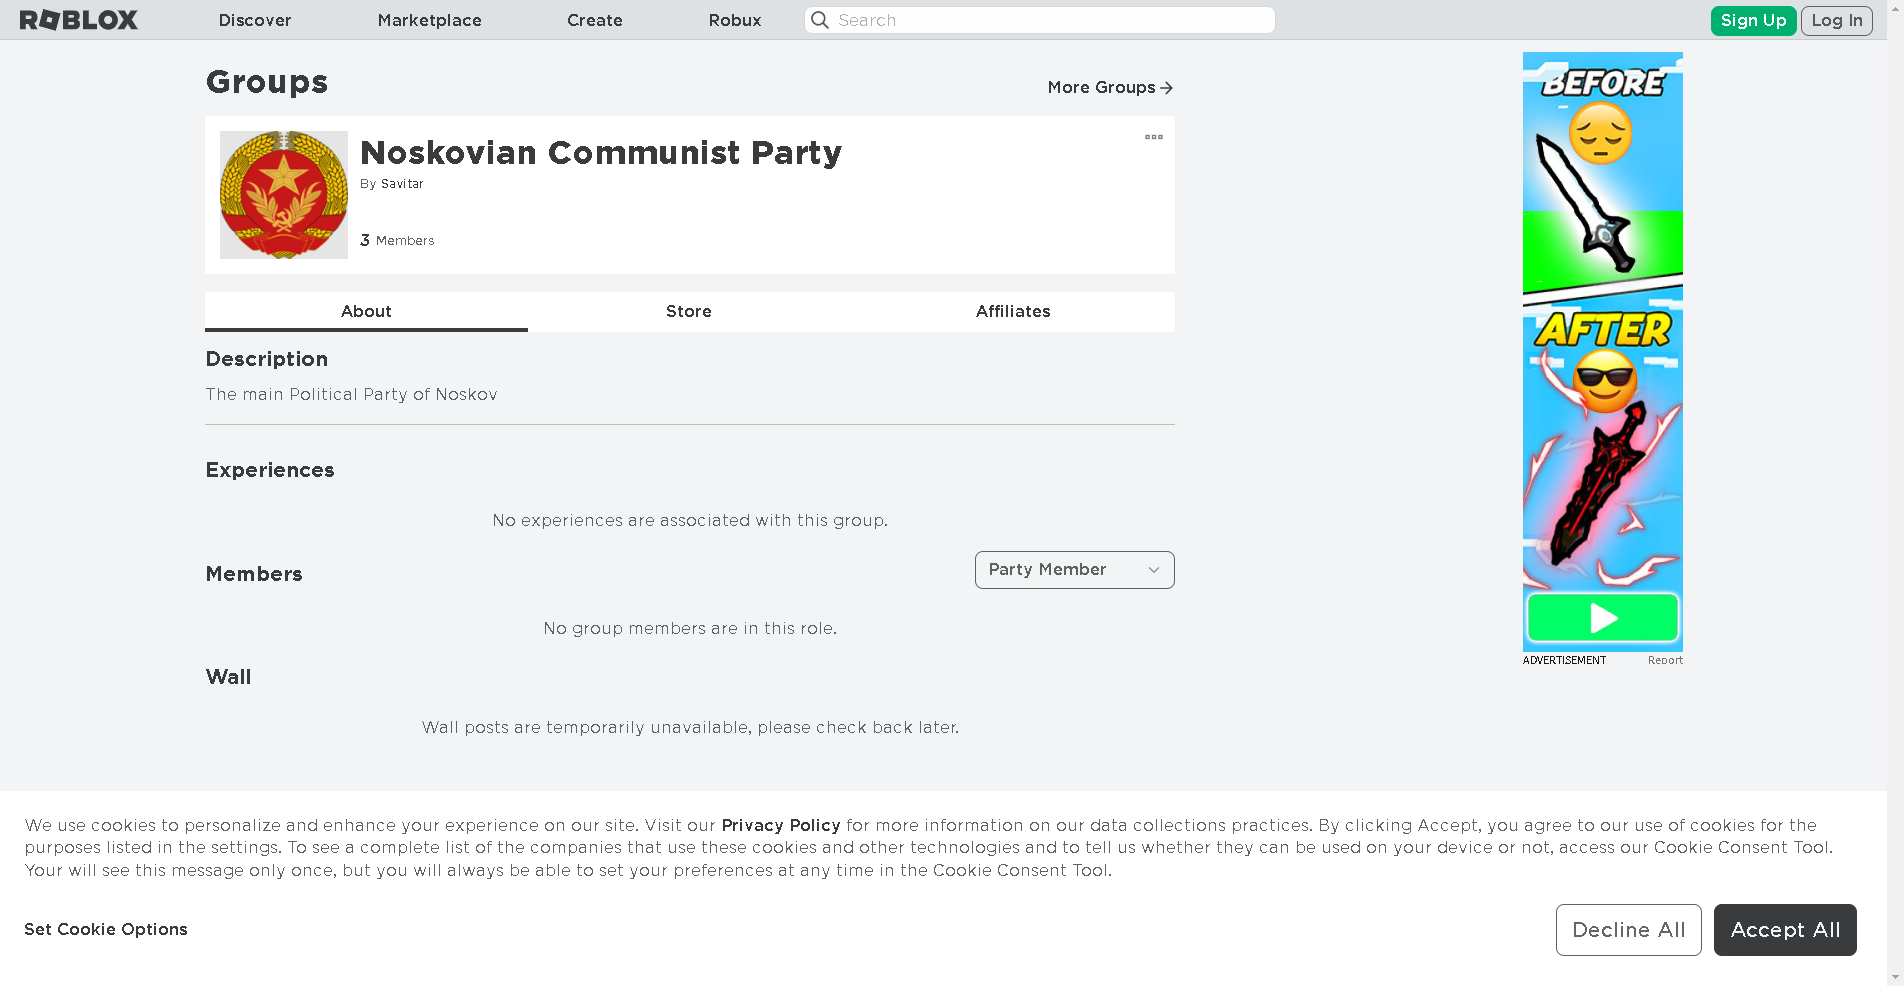 ROBLOX
Discover
Marketplace
Create
Robux
Search
Sign Up
Log In
Groups
More Groups
Noskovian Communist Party
By Savitar
3 Members
About
Store
Affiliates
Description
The main Political Party of Noskov
Experiences
No experiences are associated with this group.
Members
Party Member
No group members are in this role.
Wall
Wall posts are temporarily unavailable, please check back later.
BEFORE
AFTER
ADVERTISEMENT
Report
We use cookies to personalize and enhance your experience on our site. Visit our Privacy Policy for more information on our data collections practices. By clicking Accept, you agree to our use of cookies for the
purposes listed in the settings. To see a complete list of the companies that use these cookies and other technologies and to tell us whether they can be used on your device or not, access our Cookie Consent Tool.
Your will see this message only once, but you will always be able to set your preferences at any time in the Cookie Consent Tool.
Set Cookie Options
Decline All
Accept All